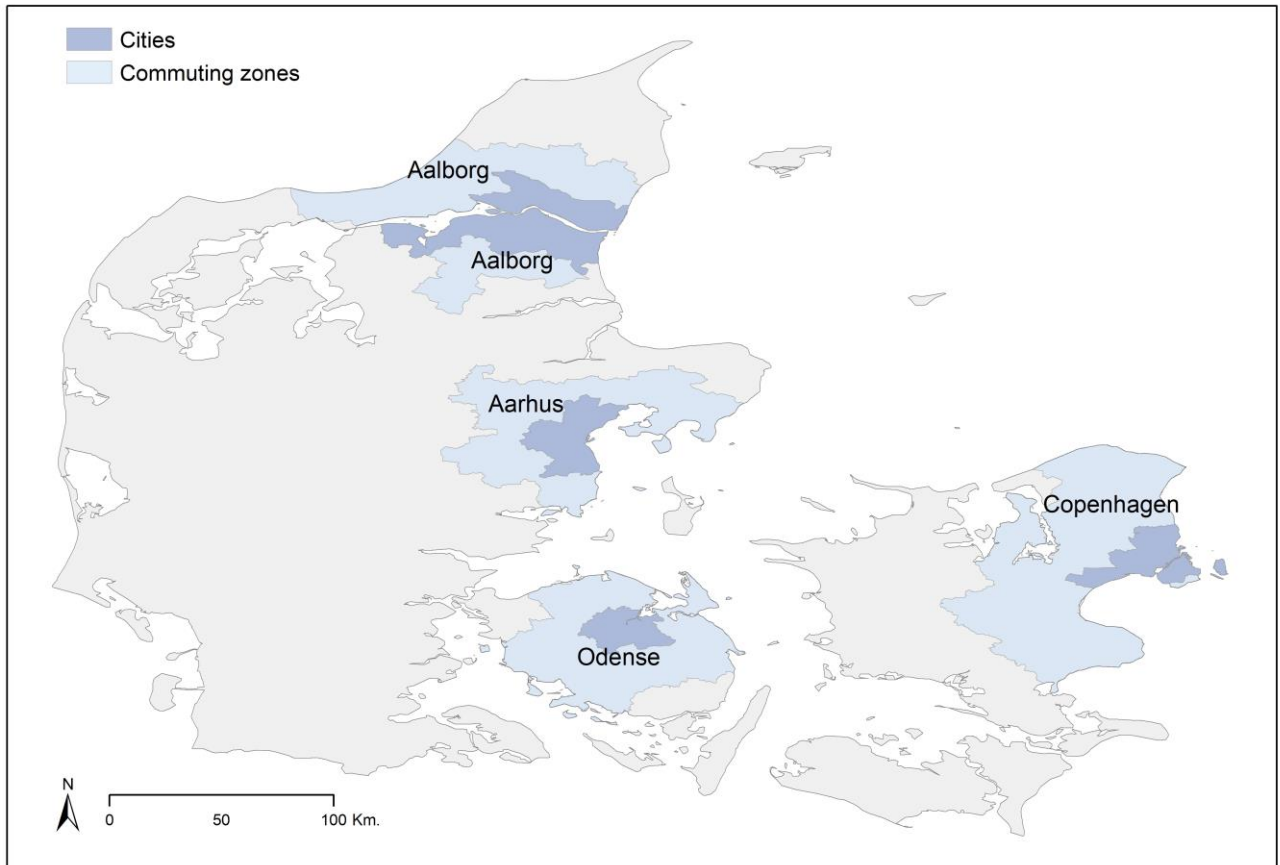 Cities
Commuting zones
Aalborg
Aalborg
Aarhus
Copenhagen
Odense
N
0 50 100 Km.